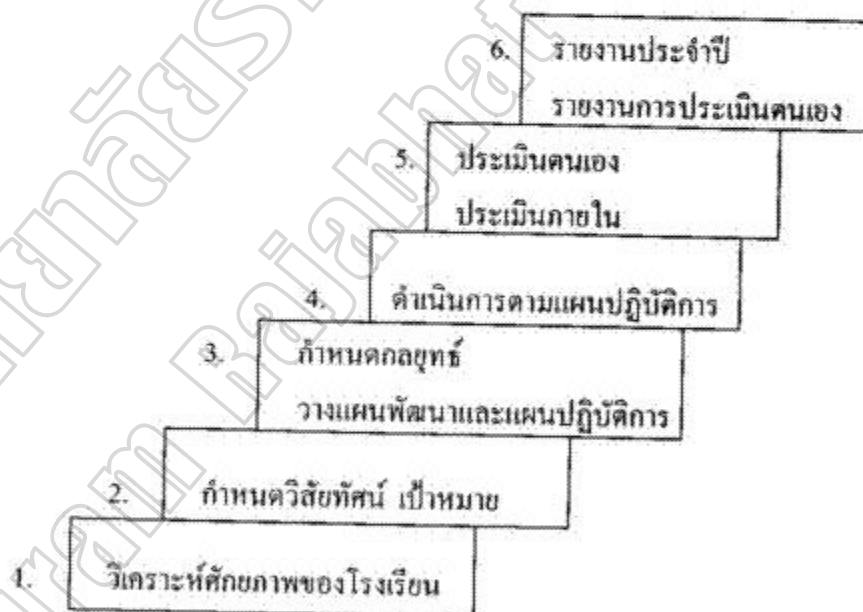 6. รายงานประจำปี
รายงานการประเมินตนเอง
5. ประเมินตนเอง
ประเมินภายใน
4. ดำเนินการตามแผนปฏิบัติการ
3. กำหนดกลยุทธ์
วางแผนพัฒนาและแผนปฏิบัติการ
2. กำหนดวิสัยทัศน์ เป้าหมาย
1. วิเคราะห์ศักยภาพของโรงเรียน